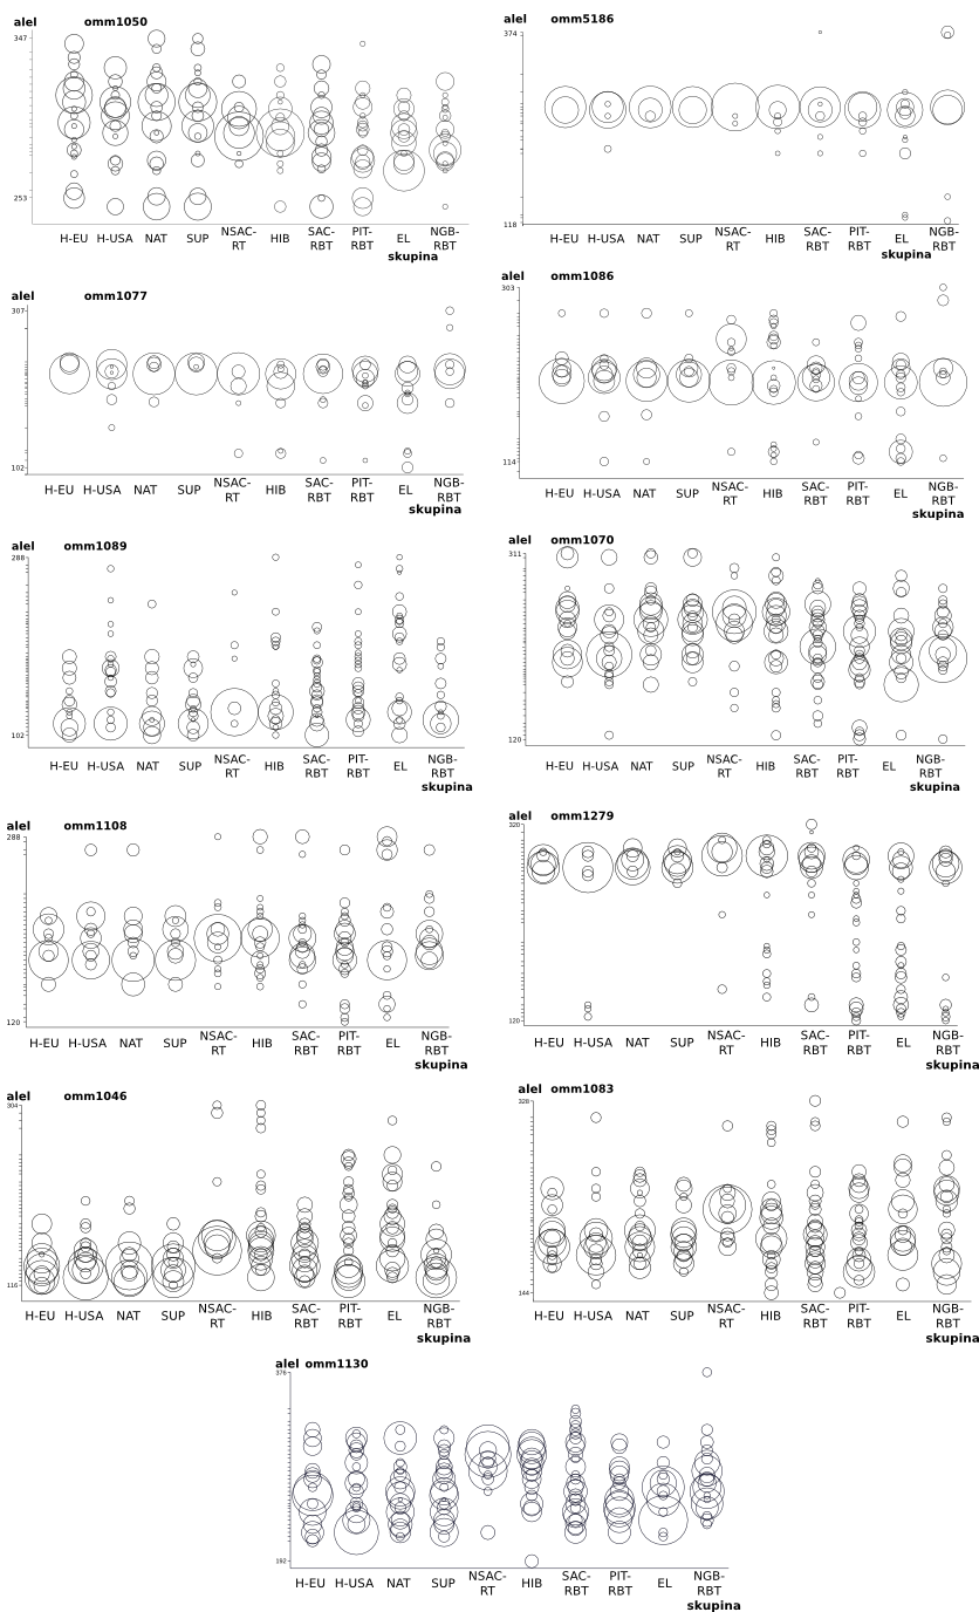 alel omm1050
347
253
H-EU H-USA NAT SUP NSAC-RT HIB SAC-RBT PIT-RBT EL NGB-RBT
skupina
alel omm5186
374
118
H-EU H-USA NAT SUP NSAC-RT HIB SAC-RBT PIT-RBT EL NGB-RBT
skupina
alel omm1077
307
102
H-EU H-USA NAT SUP NSAC-RT HIB SAC-RBT PIT-RBT EL NGB-RBT
skupina
alel omm1086
303
114
H-EU H-USA NAT SUP NSAC-RT HIB SAC-RBT PIT-RBT EL NGB-RBT
skupina
alel omm1089
288
102
H-EU H-USA NAT SUP NSAC-RT HIB SAC-RBT PIT-RBT EL NGB-RBT
skupina
alel omm1070
311
120
H-EU H-USA NAT SUP NSAC-RT HIB SAC-RBT PIT-RBT EL NGB-RBT
skupina
alel omm1108
288
120
H-EU H-USA NAT SUP NSAC-RT HIB SAC-RBT PIT-RBT EL NGB-RBT
skupina
alel omm1279
320
120
H-EU H-USA NAT SUP NSAC-RT HIB SAC-RBT PIT-RBT EL NGB-RBT
skupina
alel omm1046
304
116
H-EU H-USA NAT SUP NSAC-RT HIB SAC-RBT PIT-RBT EL NGB-RBT
skupina
alel omm1083
328
144
H-EU H-USA NAT SUP NSAC-RT HIB SAC-RBT PIT-RBT EL NGB-RBT
skupina
alel omm1130
376
192
H-EU H-USA NAT SUP NSAC-RT HIB SAC-RBT PIT-RBT EL NGB-RBT
skupina